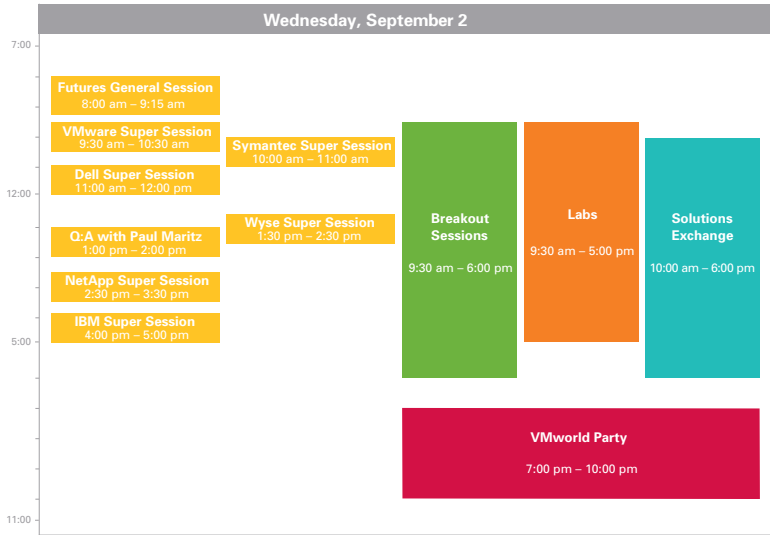 Wednesday, September 2
7:00
12:00
5:00
11:00
Futures General Session
8:00 am – 9:15 am
VMware Super Session
9:30 am – 10:30 am
Dell Super Session
11:00 am – 12:00 pm
Q:A with Paul Maritz
1:00 pm – 2:00 pm
NetApp Super Session
2:30 pm – 3:30 pm
IBM Super Session
4:00 pm – 5:00 pm
Symantec Super Session
10:00 am – 11:00 am
Wyse Super Session
1:30 pm – 2:30 pm
Breakout
Sessions
9:30 am – 6:00 pm
Labs
9:30 am – 5:00 pm
Solutions
Exchange
10:00 am – 6:00 pm
VMworld Party
7:00 pm – 10:00 pm